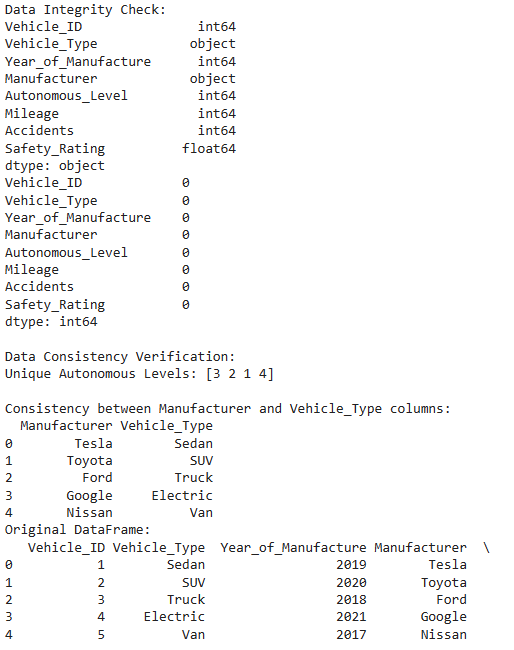 Data Integrity Check:
Vehicle_ID int64
Vehicle_Type object
Year_of_Manufacture int64
Manufacturer object
Autonomous_Level int64
Mileage int64
Accidents int64
Safety_Rating float64
dtype: object
Vehicle_ID 0
Vehicle_Type 0
Year_of_Manufacture 0
Manufacturer 0
Autonomous_Level 0
Mileage 0
Accidents 0
Safety_Rating 0
dtype: int64
Data Consistency Verification:
Unique Autonomous Levels: [3 2 1 4]
Consistency between Manufacturer and Vehicle_Type columns:
Manufacturer Vehicle_Type
0 Tesla Sedan
1 Toyota SUV
2 Ford Truck
3 Google Electric
4 Nissan Van
Original DataFrame:
Vehicle_ID Vehicle_Type Year_of_Manufacture Manufacturer \
0 1 Sedan 2019 Tesla
1 2 SUV 2020 Toyota
2 3 Truck 2018 Ford
3 4 Electric 2021 Google
4 5 Van 2017 Nissan